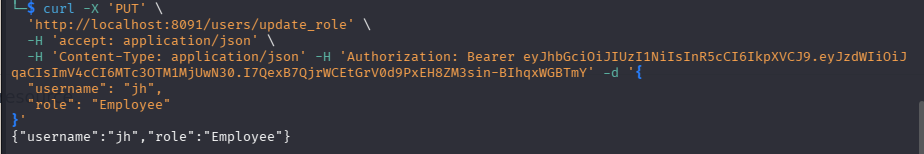 └─$ curl -X 'PUT' \
'http://localhost:8091/users/update_role' \
-H 'accept: application/json' \
-H 'Content-Type: application/json' -H 'Authorization: Bearer eyJhbGciOiJIUzI1NiIsInR5cCI6IkpXVCJ9.eyJzdWIiOiJ
qaCIsImV4cCI6MTc3OTM1MjUwN30.I7QexB7QjrWCEtGrV0d9PxEH8ZM3sin-BIhqxWGBTmY' -d '{
"username": "jh",
"role": "Employee"
}'
{"username":"jh","role":"Employee"}